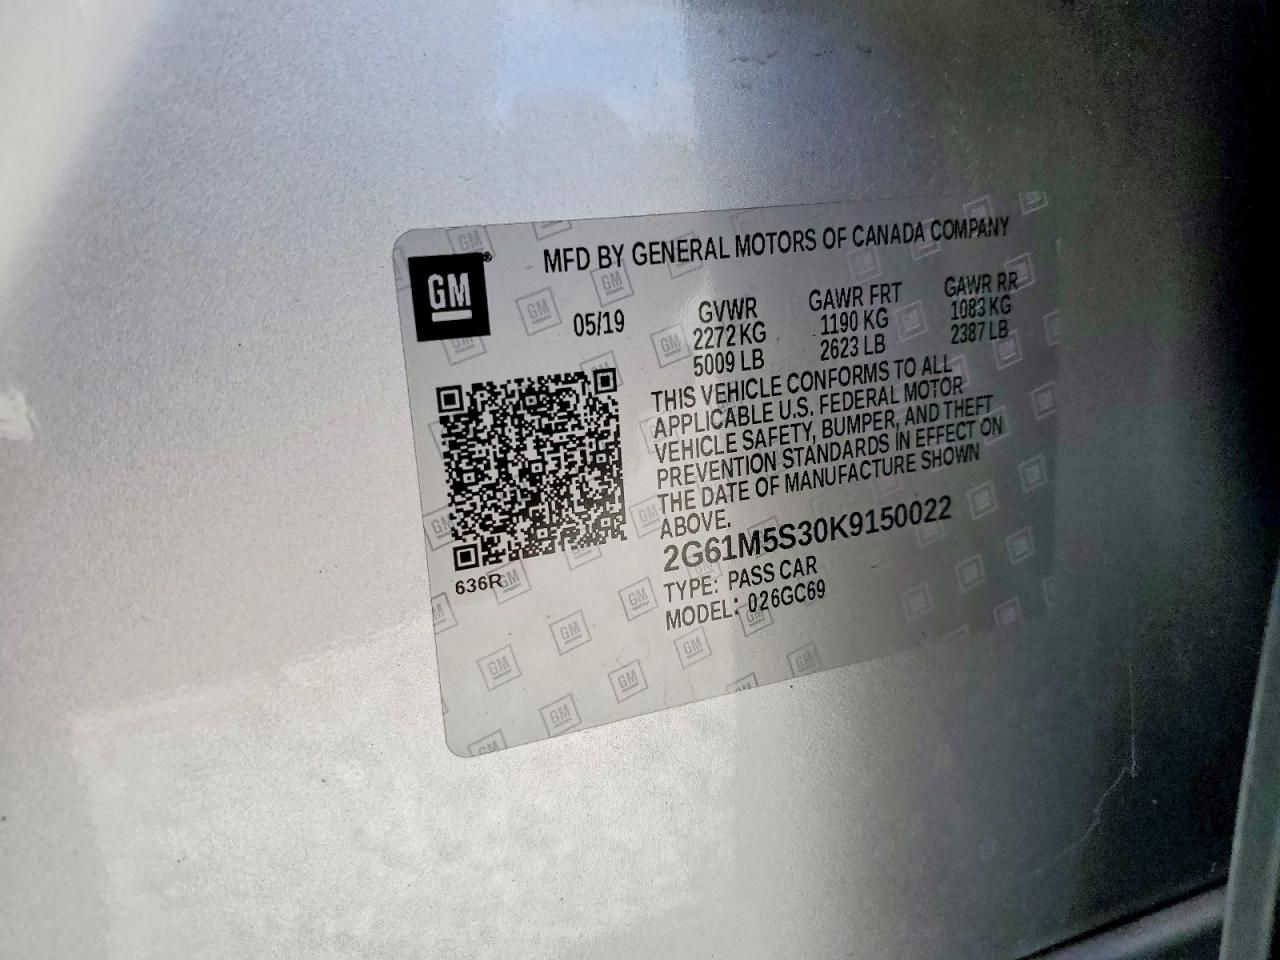 GM®
MFD BY GENERAL MOTORS OF CANADA COMPANY
05/19
GVWR GAWR FRT GAWR RR
2272 KG 1190 KG 1083 KG
5009 LB 2623 LB 2387 LB
THIS VEHICLE CONFORMS TO ALL
APPLICABLE U.S. FEDERAL MOTOR
VEHICLE SAFETY, BUMPER, AND THEFT
PREVENTION STANDARDS IN EFFECT ON
THE DATE OF MANUFACTURE SHOWN
ABOVE.
2G61M5S30K9150022
636R
TYPE: PASS CAR
MODEL: 026GC69